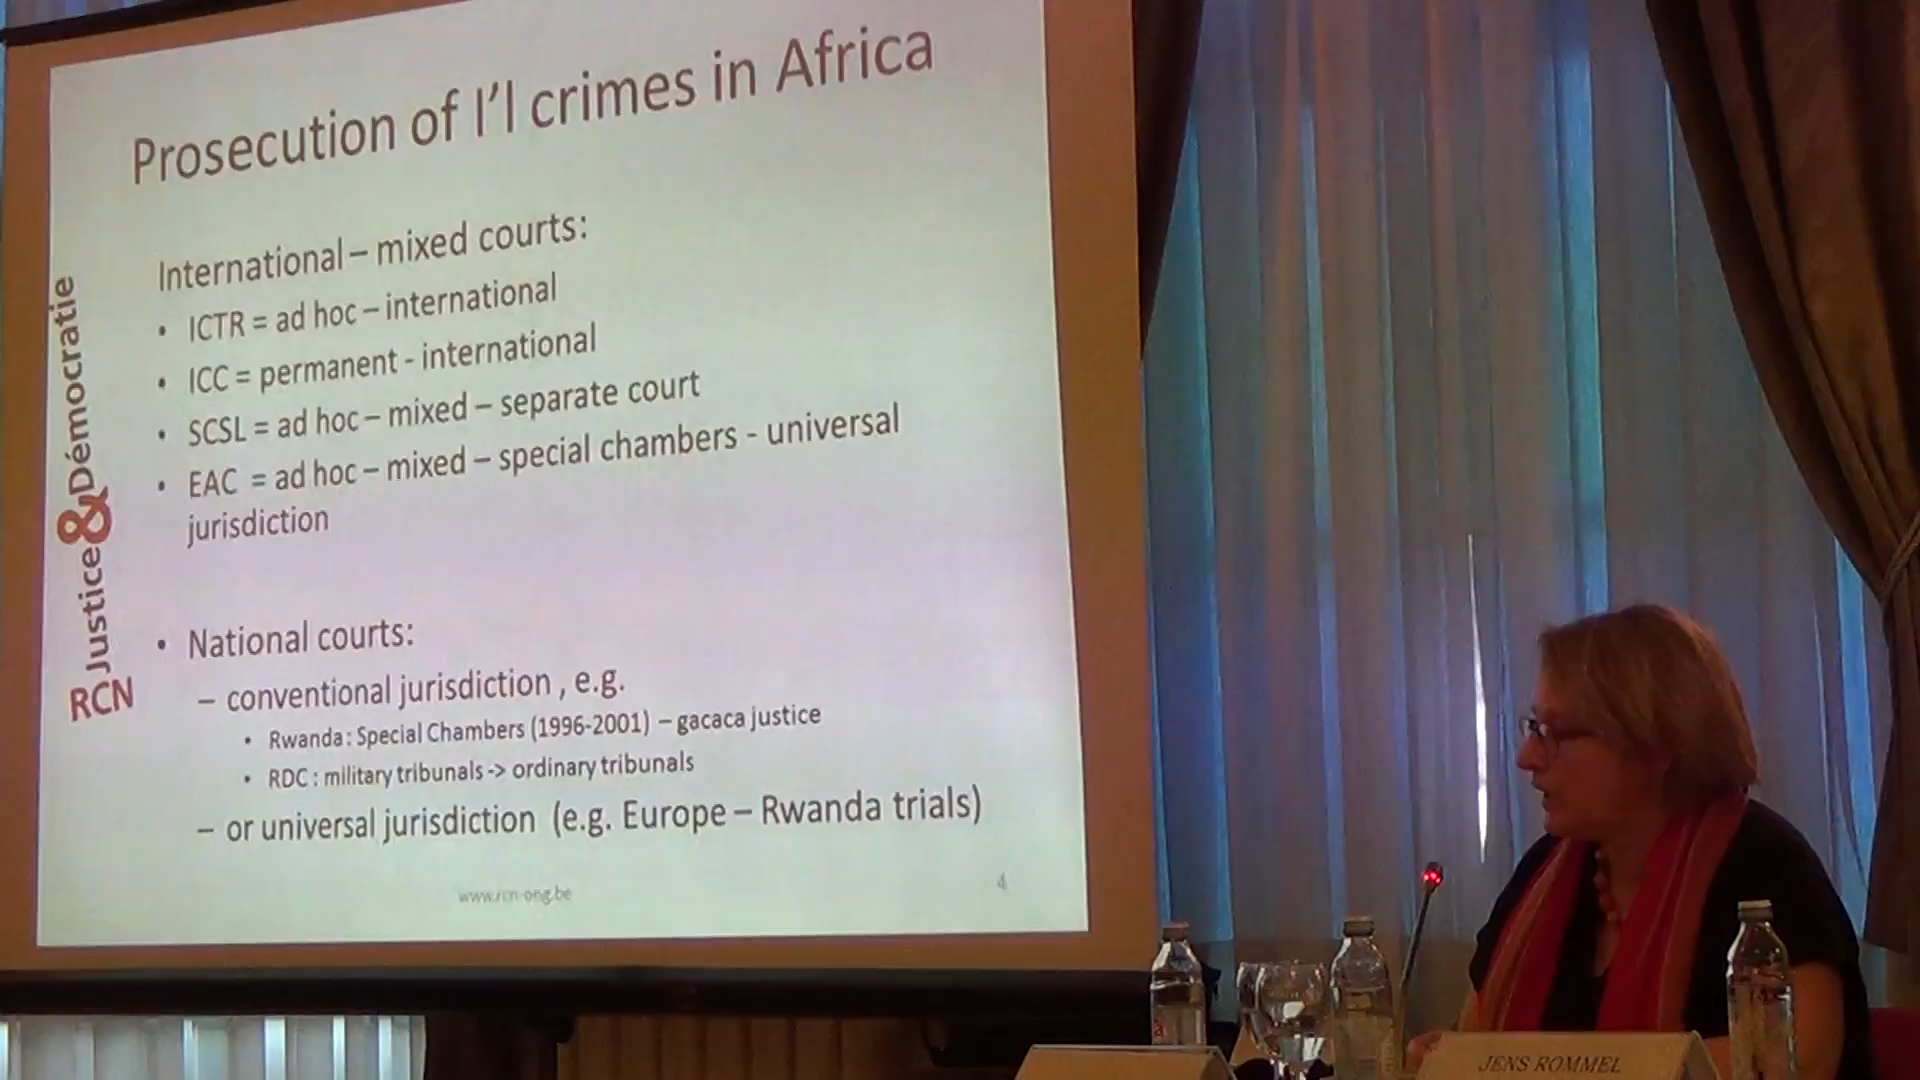 Prosecution of I'l crimes in Africa
International – mixed courts:
• ICTR = ad hoc – international
• ICC = permanent - international
• SCSL = ad hoc – mixed – separate court
• EAC = ad hoc – mixed – special chambers - universal
jurisdiction
• National courts:
– conventional jurisdiction , e.g.
• Rwanda : Special Chambers (1996-2001) – gacaca justice
• RDC : military tribunals -> ordinary tribunals
– or universal jurisdiction (e.g. Europe – Rwanda trials)
www.rcn-ong.be
4
RCN Justice & Démocratie
JENS ROMMEL